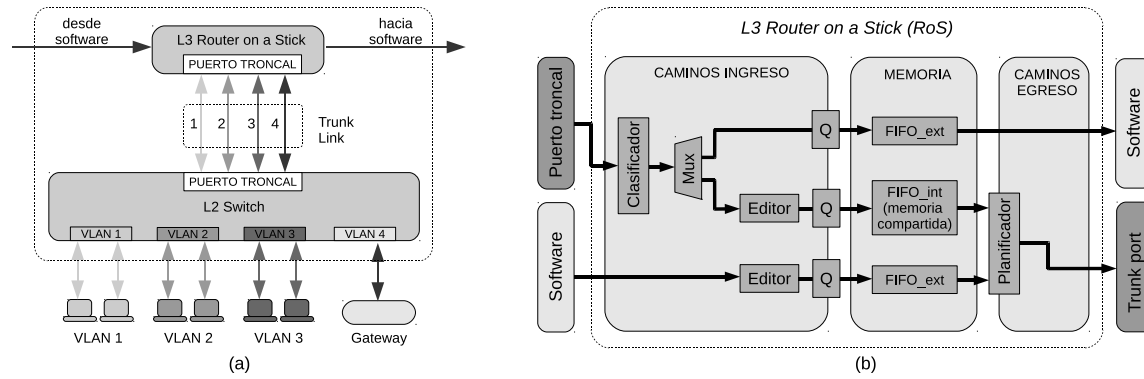 desde
software
L3 Router on a Stick
hacia
software
PUERTO TRONCAL
1 2 3 4
Trunk
Link
PUERTO TRONCAL
L2 Switch
VLAN 1 VLAN 2 VLAN 3 VLAN 4
VLAN 1 VLAN 2 VLAN 3 Gateway
(a)
L3 Router on a Stick (RoS)
CAMINOS INGRESO
MEMORIA
CAMINOS
EGRESO
Puerto troncal
Clasificador
Mux
Q
FIFO_ext
Software
Editor
Q
FIFO_int
(memoria
compartida)
Planificador
Software
Editor
Q
FIFO_ext
Trunk port
(b)